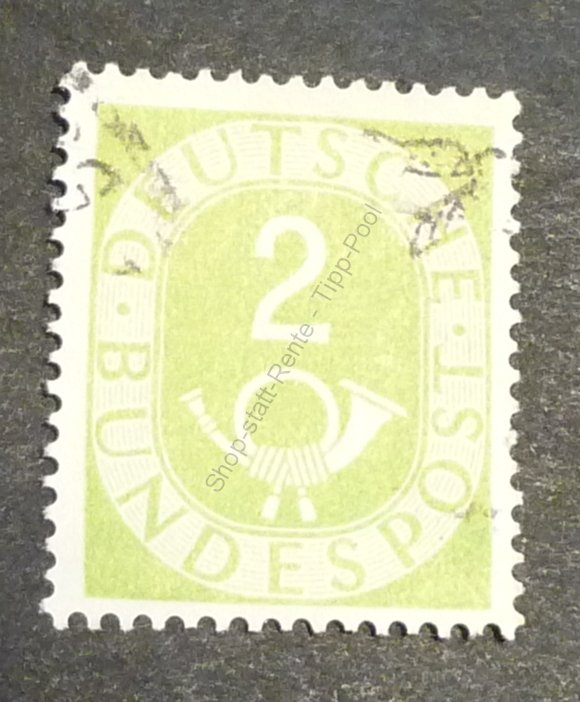 DEUTSCHE · BUNDESPOST
G
2
Shop-statt-Rente - Tipp-Pool